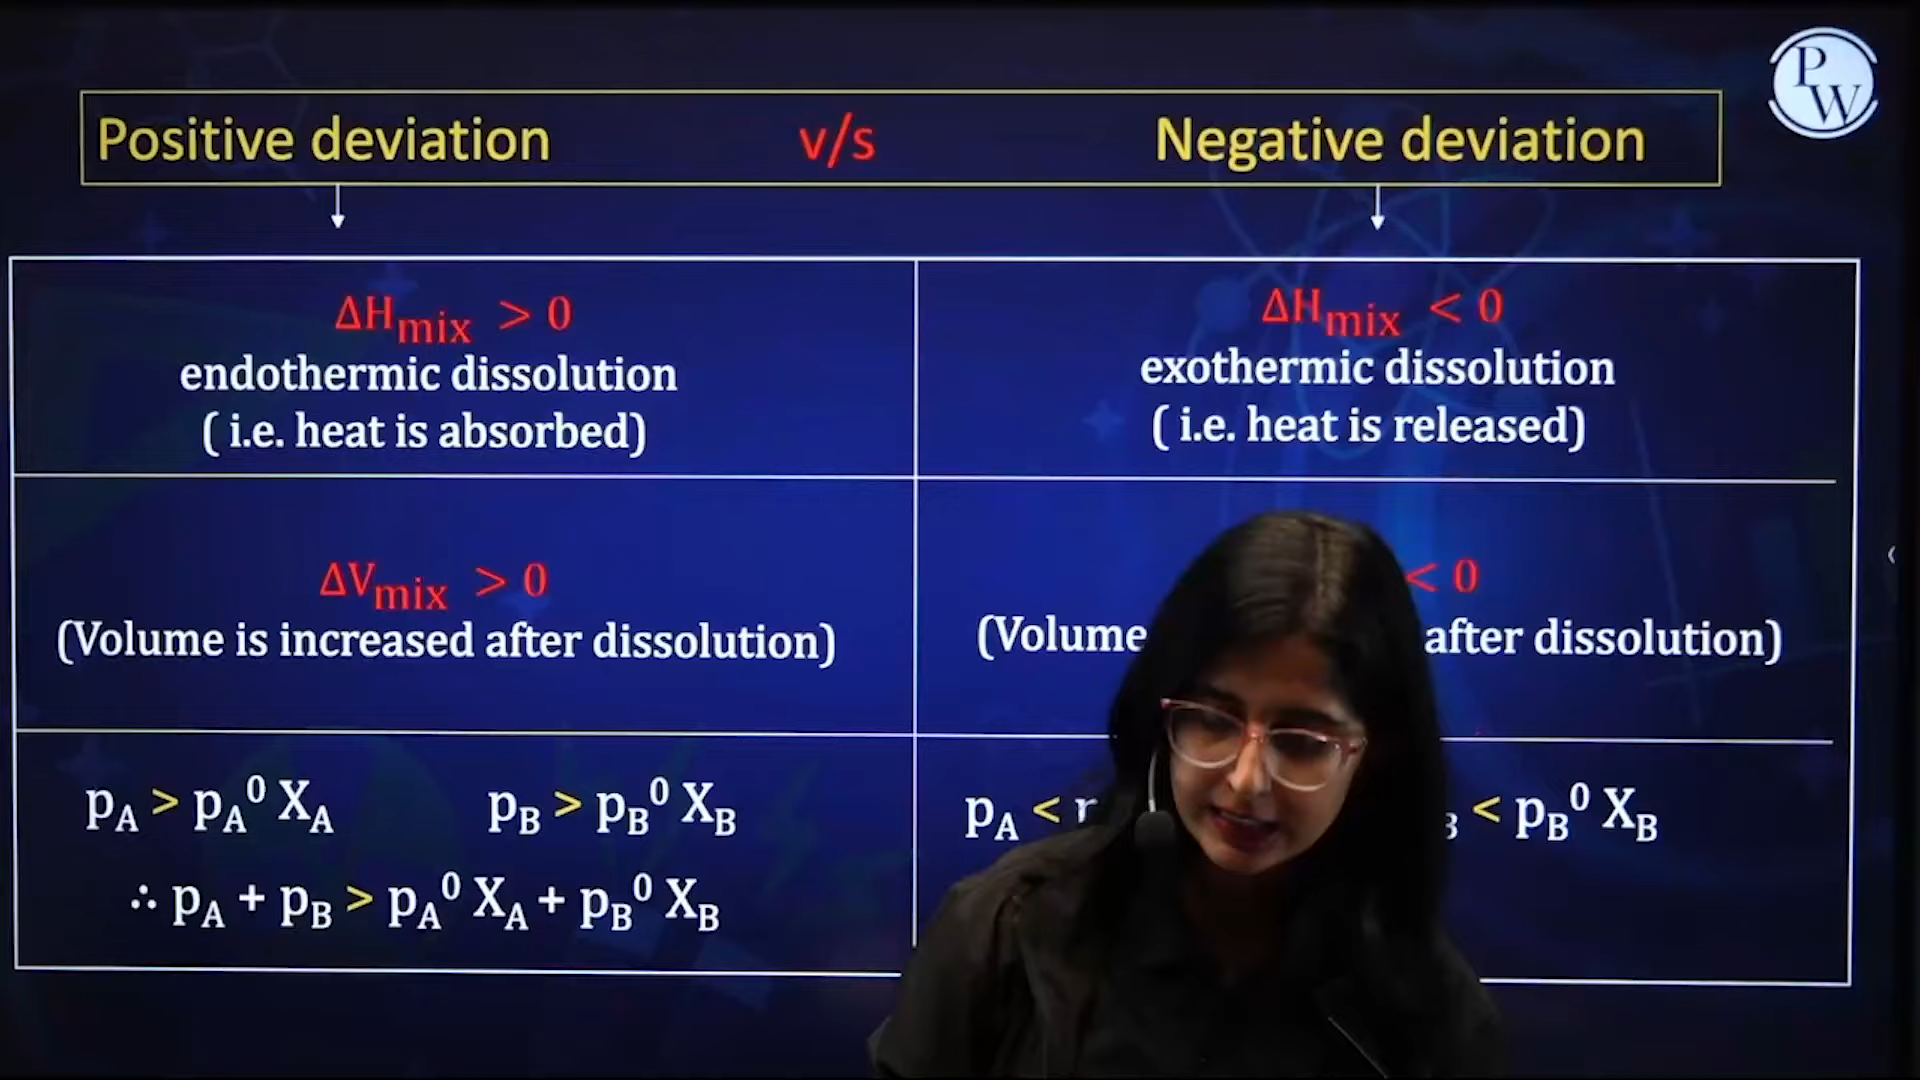 PW
Positive deviation v/s Negative deviation
ΔHmix > 0
endothermic dissolution
( i.e. heat is absorbed)
ΔHmix < 0
exothermic dissolution
( i.e. heat is released)
ΔVmix > 0
(Volume is increased after dissolution)
< 0
(Volume after dissolution)
pA > pA⁰ XA pB > pB⁰ XB
∴ pA + pB > pA⁰ XA + pB⁰ XB
pA < < pB⁰ XB